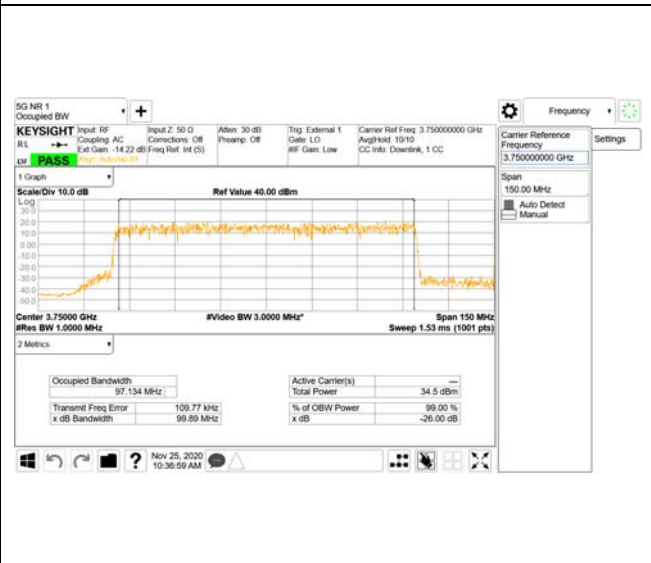 5G NR 1
Occupied BW
Frequency
KEYSIGHT
RL
PASS
Input: RF
Coupling: AC
Ext Gain: -14.22 dB
Align: Auto/No RF
Input Z: 50 Ω
Corrections: Off
Freq Ref: Int (S)
Atten: 30 dB
Preamp: Off
Trig: External 1
Gate: LO
#IF Gain: Low
Carrier Ref Freq: 3.750000000 GHz
Avg|Hold: 10/10
CC Info: Downlink, 1 CC
Carrier Reference
Frequency
3.750000000 GHz
Settings
Span
150.00 MHz
Auto Detect
Manual
1 Graph
Scale/Div 10.0 dB
Ref Value 40.00 dBm
Log
30.0
20.0
10.0
0.00
-10.0
-20.0
-30.0
-40.0
-50.0
Center 3.75000 GHz
#Video BW 3.0000 MHz*
Span 150 MHz
#Res BW 1.0000 MHz
Sweep 1.53 ms (1001 pts)
2 Metrics
Occupied Bandwidth
97.134 MHz
Transmit Freq Error 109.77 kHz
x dB Bandwidth 99.89 MHz
Active Carrier(s) ---
Total Power 34.5 dBm
% of OBW Power 99.00 %
x dB -26.00 dB
?
Nov 25, 2020
10:36:59 AM